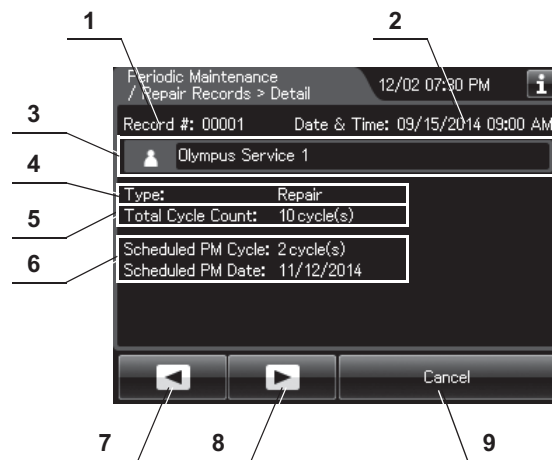 1 2
Periodic Maintenance
/ Repair Records > Detail
12/02 07:30 PM
i
Record #: 00001 Date & Time: 09/15/2014 09:00 AM
3
Olympus Service 1
4
Type: Repair
5
Total Cycle Count: 10 cycle(s)
6
Scheduled PM Cycle: 2 cycle(s)
Scheduled PM Date: 11/12/2014
Cancel
7 8 9